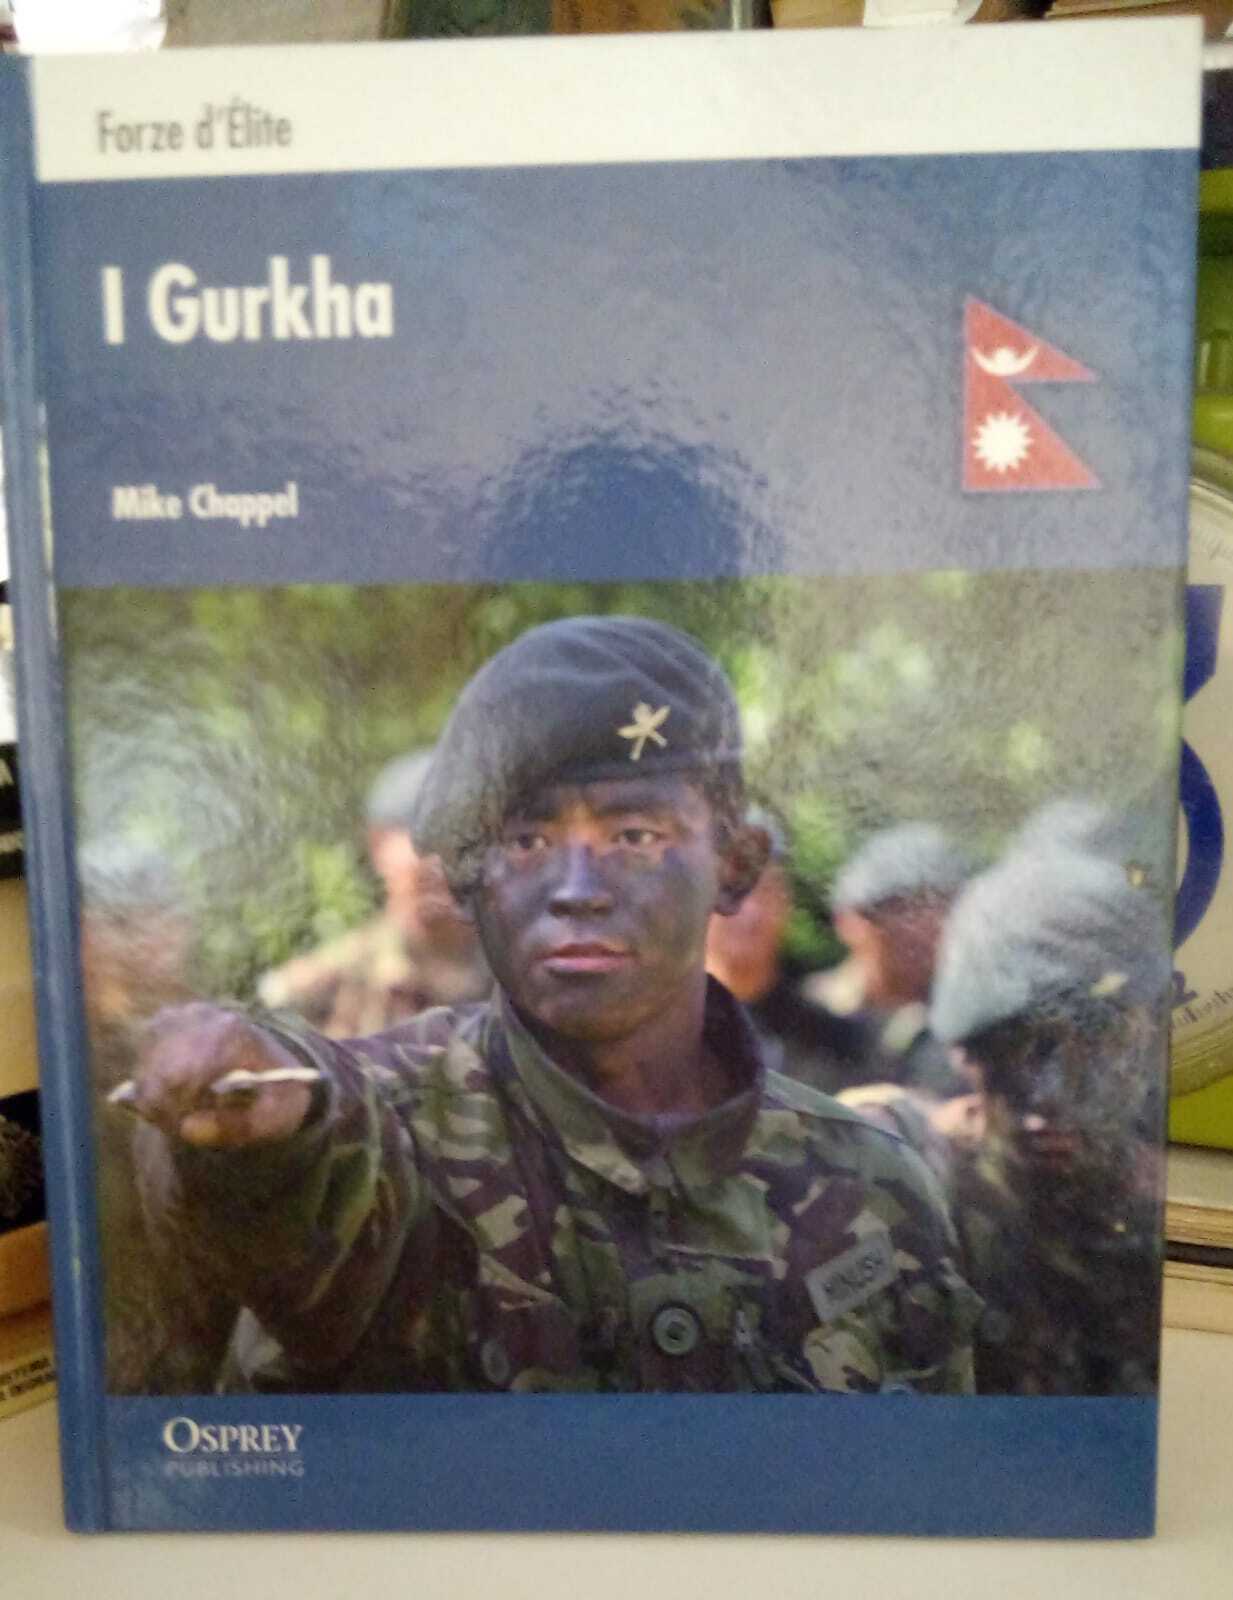 Forze d'Élite
I Gurkha
Mike Chappel
OSPREY
PUBLISHING